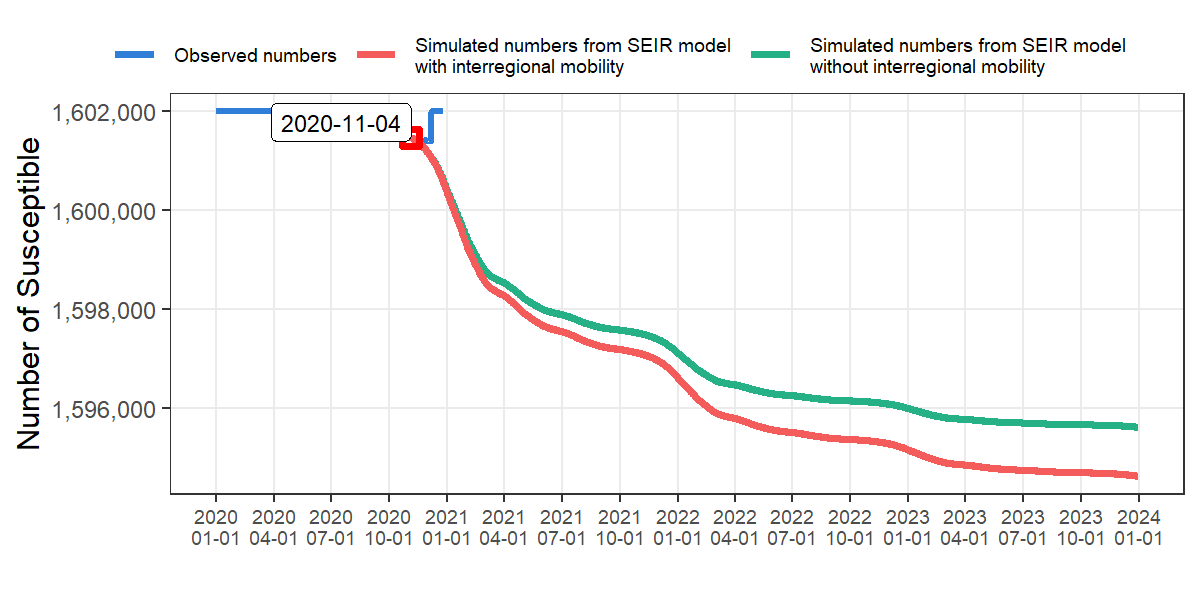 Observed numbers
Simulated numbers from SEIR model
with interregional mobility
Simulated numbers from SEIR model
without interregional mobility
Number of Susceptible
1,602,000
1,600,000
1,598,000
1,596,000
2020-11-04
2020 2020 2020 2020 2021 2021 2021 2021 2022 2022 2022 2022 2023 2023 2023 2023 2024
01-01 04-01 07-01 10-01 01-01 04-01 07-01 10-01 01-01 04-01 07-01 10-01 01-01 04-01 07-01 10-01 01-01